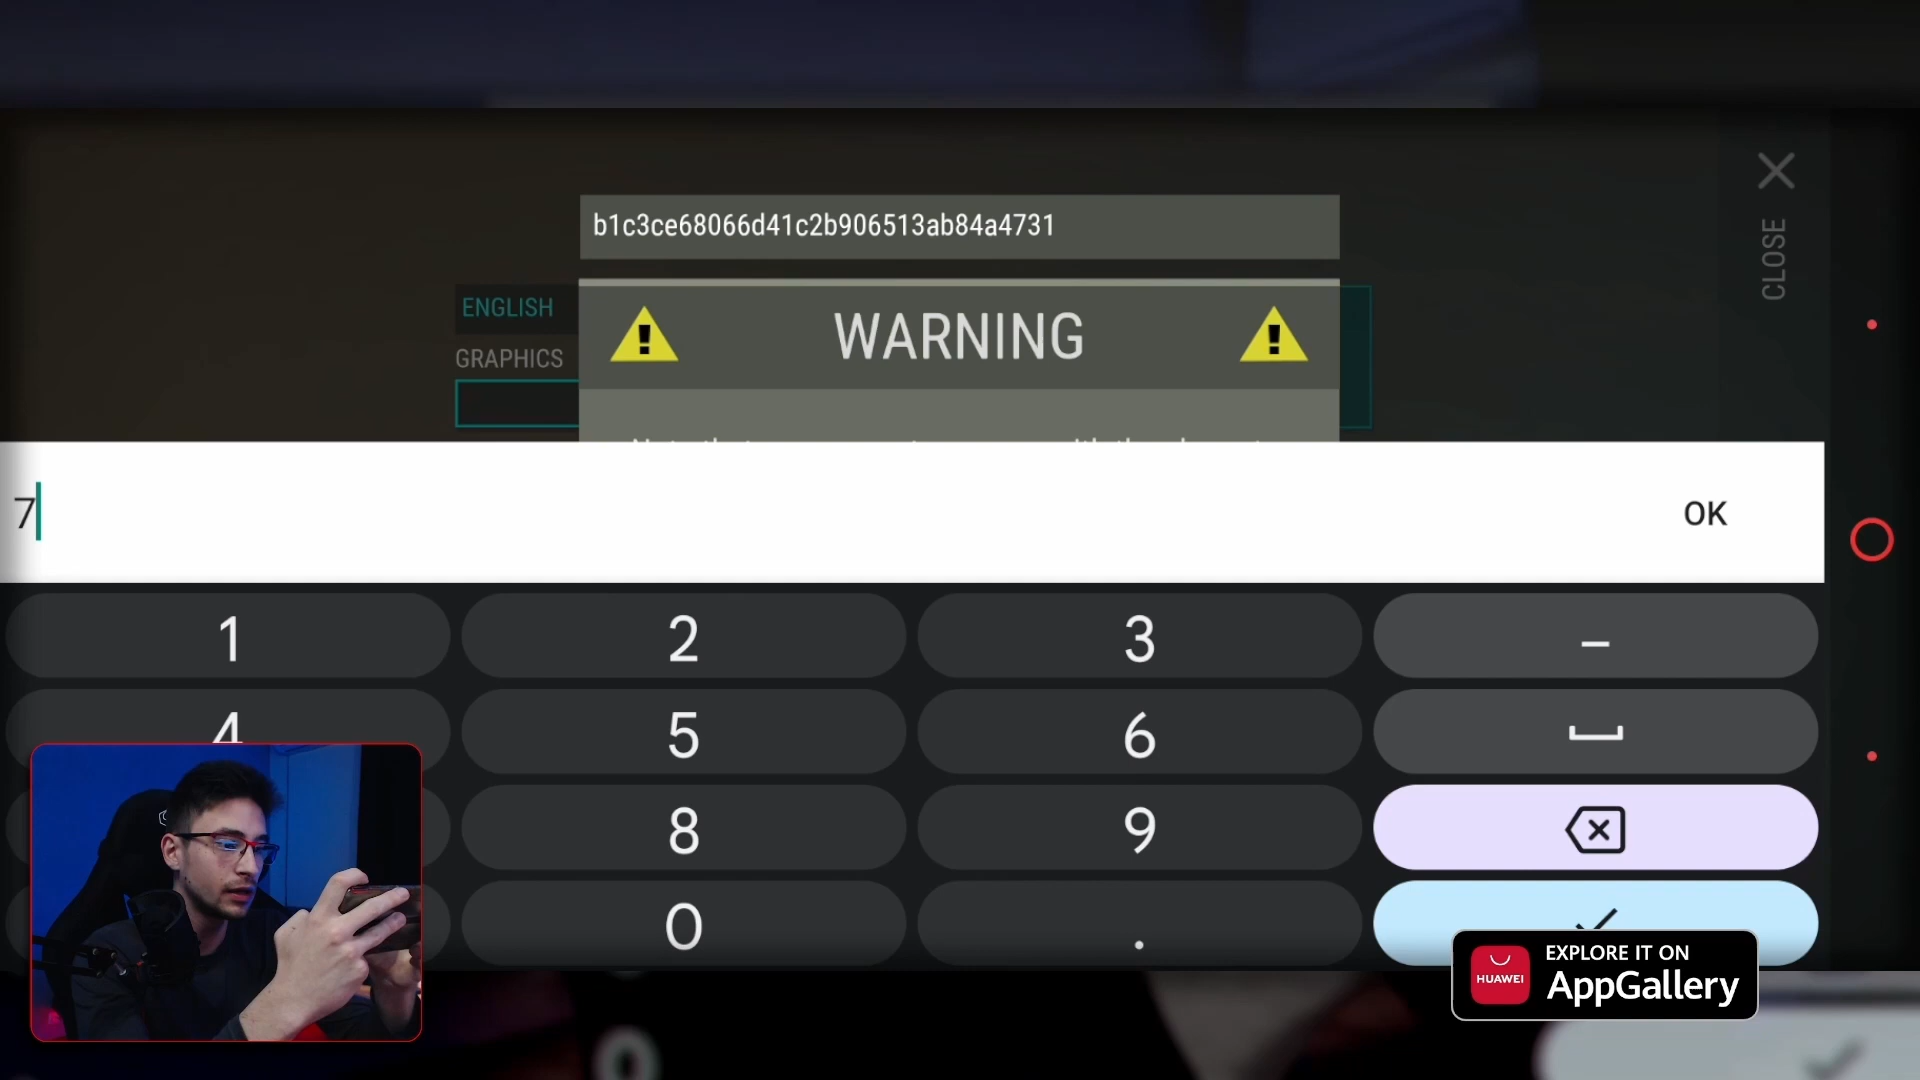 b1c3ce68066d41c2b906513ab84a4731
CLOSE
ENGLISH
WARNING
GRAPHICS
7
OK
1
2
3
–
4
5
6
8
9
0
.
HUAWEI
EXPLORE IT ON
AppGallery